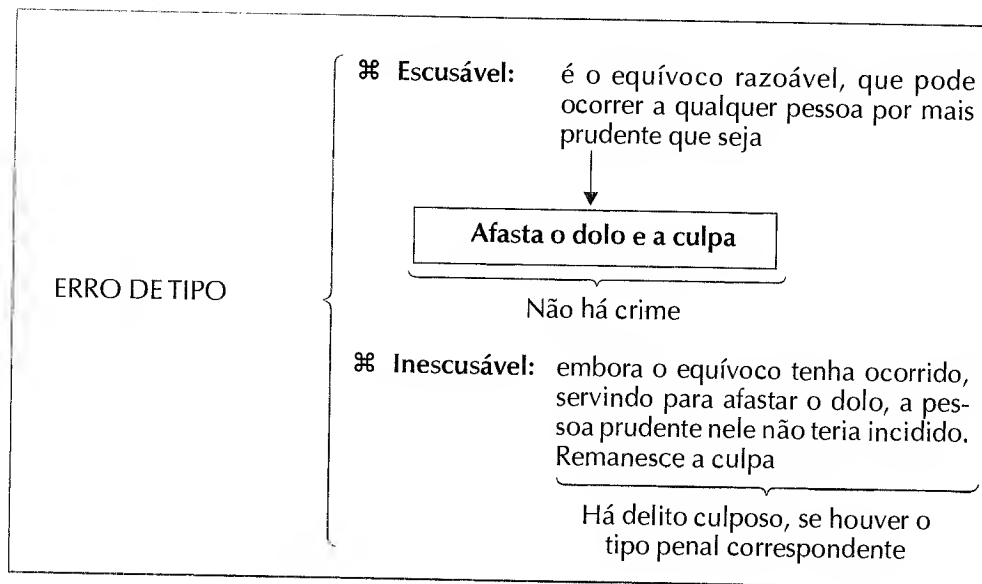 ⌘ Escusável: é o equívoco razoável, que pode
ocorrer a qualquer pessoa por mais
prudente que seja
Afasta o dolo e a culpa
Não há crime
ERRO DE TIPO
⌘ Inescusável: embora o equívoco tenha ocorrido,
servindo para afastar o dolo, a pes-
soa prudente nele não teria incidido.
Remanesce a culpa
Há delito culposo, se houver o
tipo penal correspondente